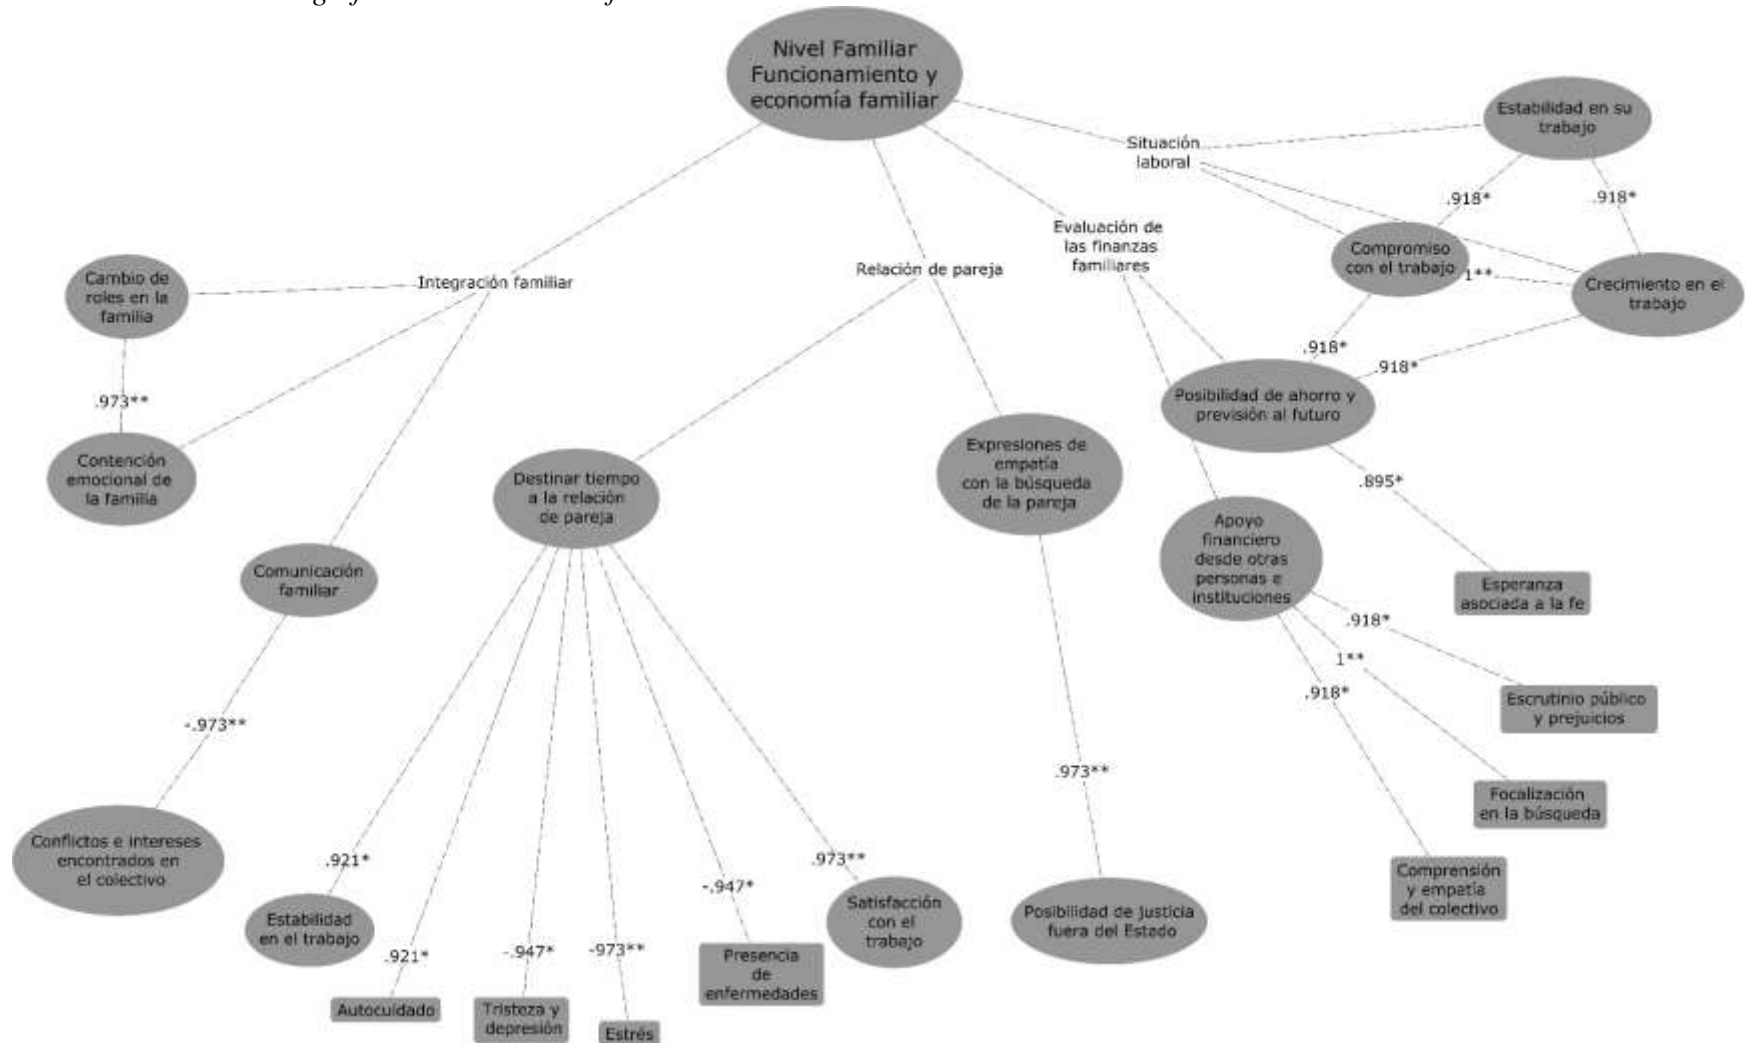 Nivel Familiar
Funcionamiento y
economía familiar
Situación
laboral
Estabilidad en su
trabajo
.918*
.918*
Evaluación de
las finanzas
familiares
Compromiso
con el trabajo
1**
Crecimiento en el
trabajo
Relación de pareja
Integración familiar
Cambio de
roles en la
familia
.973**
Contención
emocional de
la familia
.918*
.918*
Posibilidad de ahorro y
previsión al futuro
.895*
Esperanza
asociada a la fe
Expresiones de
empatía
con la búsqueda
de la pareja
Destinar tiempo
a la relación
de pareja
Apoyo
financiero
desde otras
personas e
instituciones
.918*
1**
.918*
Escrutinio público
y prejuicios
Focalización
en la búsqueda
Comprensión
y empatía
del colectivo
Comunicación
familiar
-.973**
Conflictos e intereses
encontrados en
el colectivo
.973**
Posibilidad de justicia
fuera del Estado
.921*
Estabilidad
en el trabajo
.921*
Autocuidado
-.947*
Tristeza y
depresión
-973**
Estrés
-.947*
Presencia
de
enfermedades
.973**
Satisfacción
con el
trabajo